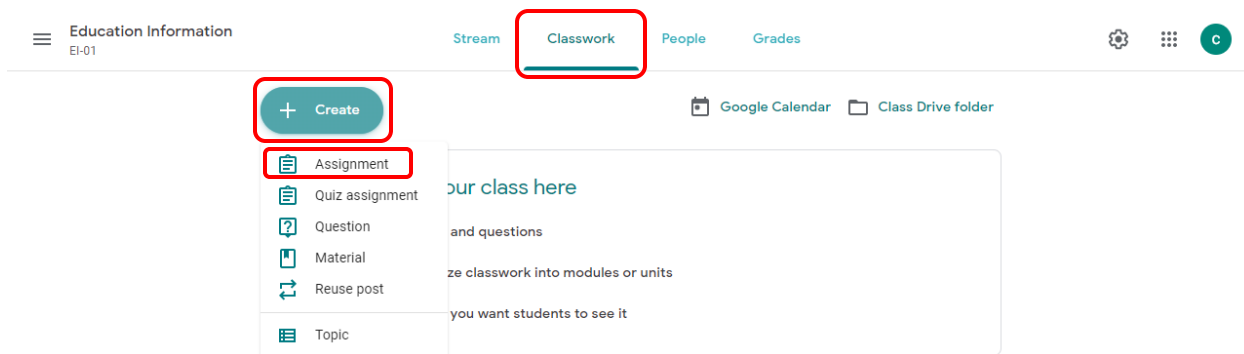 Education Information
EI-01
Stream Classwork People Grades
C
Create
Google Calendar Class Drive folder
Assignment
Quiz assignment
Question
Material
Reuse post
Topic
our class here
and questions
ze classwork into modules or units
you want students to see it